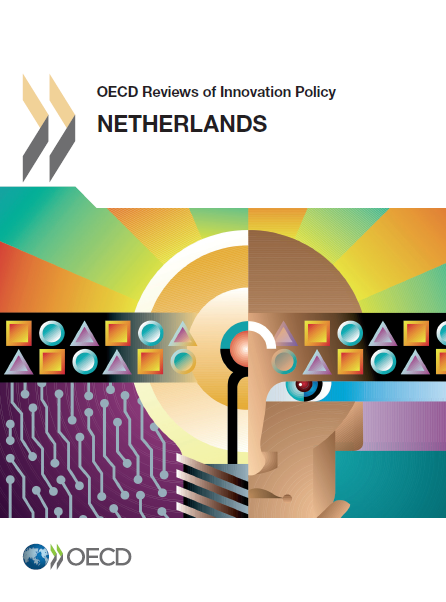 OECD Reviews of Innovation Policy
NETHERLANDS
OECD